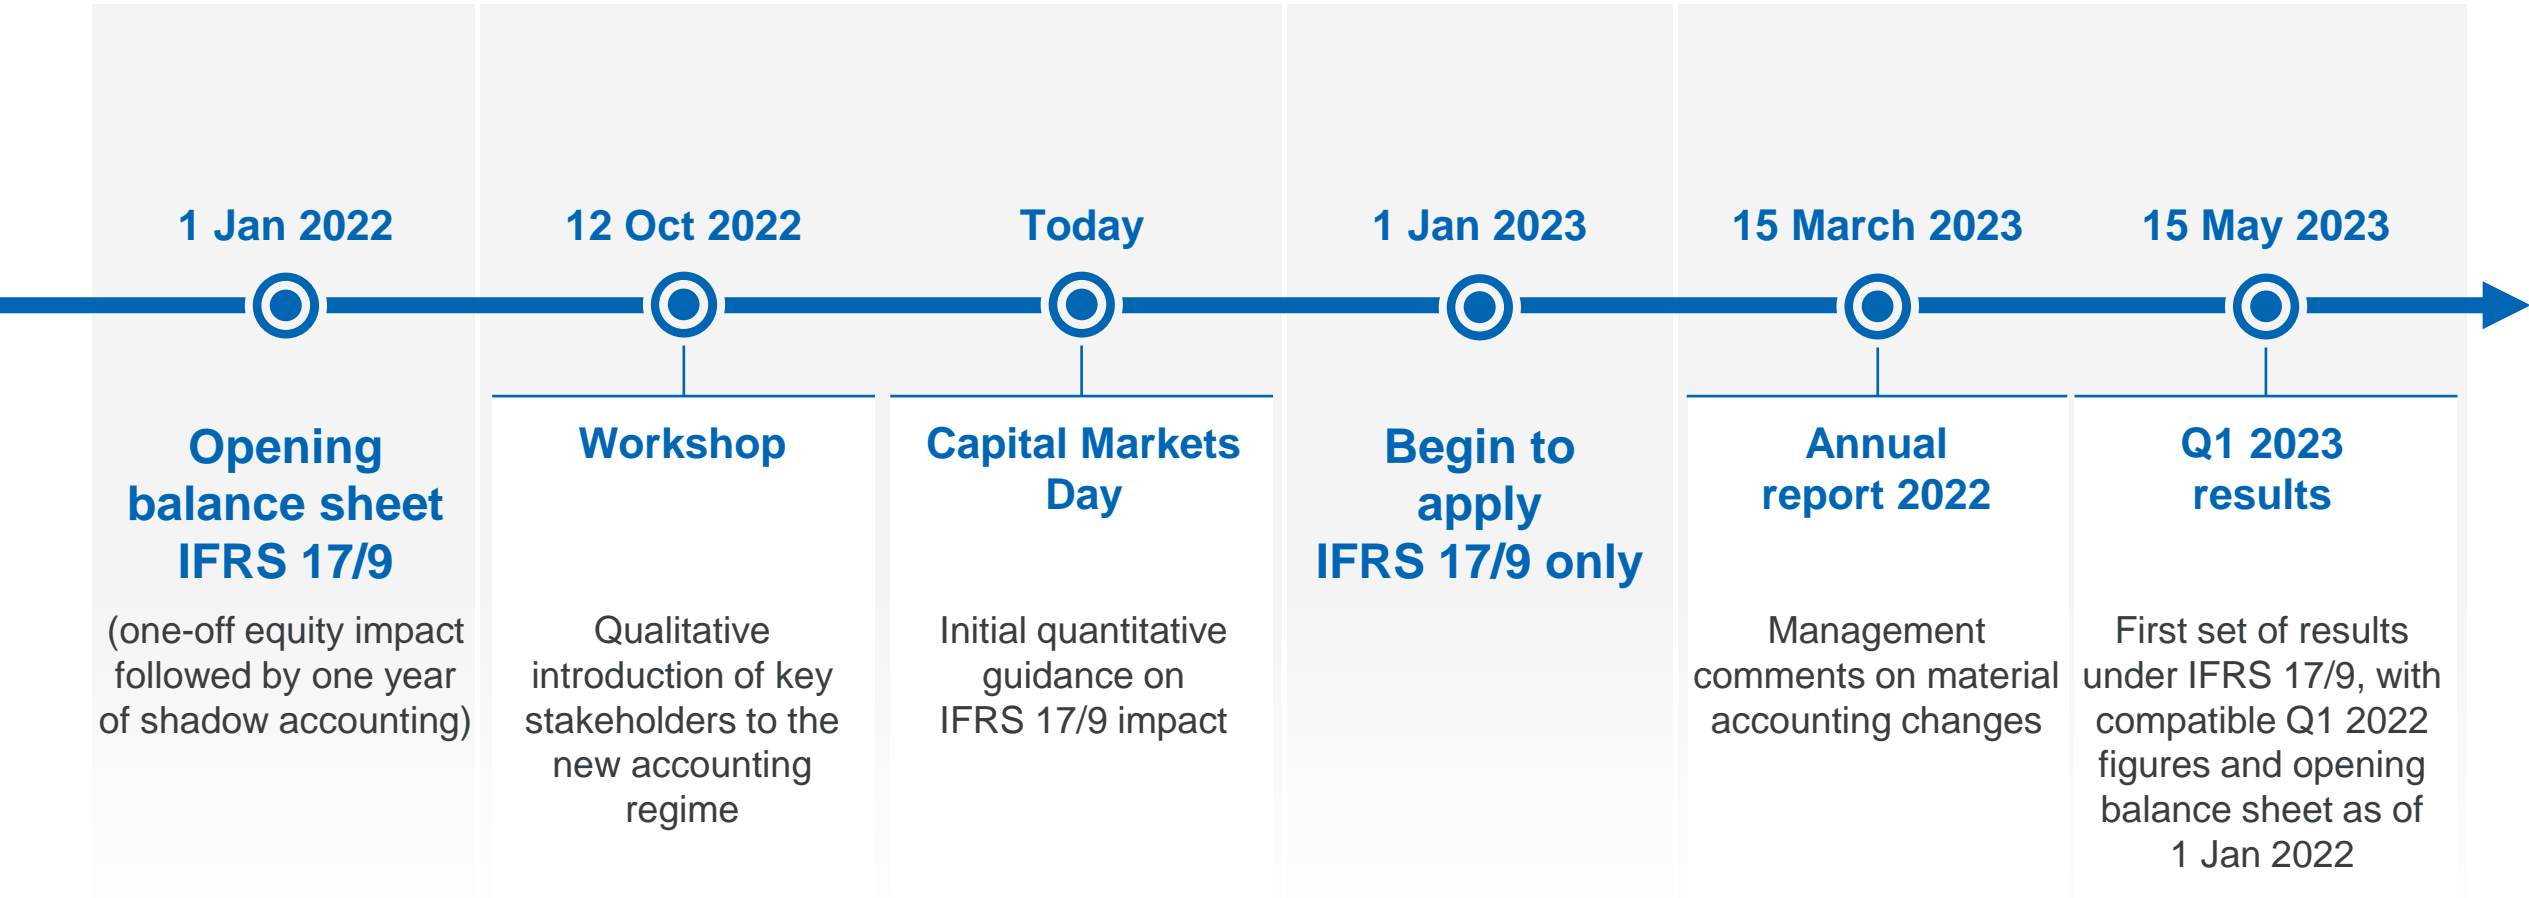 1 Jan 2022
12 Oct 2022
Today
1 Jan 2023
15 March 2023
15 May 2023
Opening
balance sheet
IFRS 17/9
(one-off equity impact
followed by one year
of shadow accounting)
Workshop
Qualitative
introduction of key
stakeholders to the
new accounting
regime
Capital Markets
Day
Initial quantitative
guidance on
IFRS 17/9 impact
Begin to
apply
IFRS 17/9 only
Annual
report 2022
Management
comments on material
accounting changes
Q1 2023
results
First set of results
under IFRS 17/9, with
compatible Q1 2022
figures and opening
balance sheet as of
1 Jan 2022